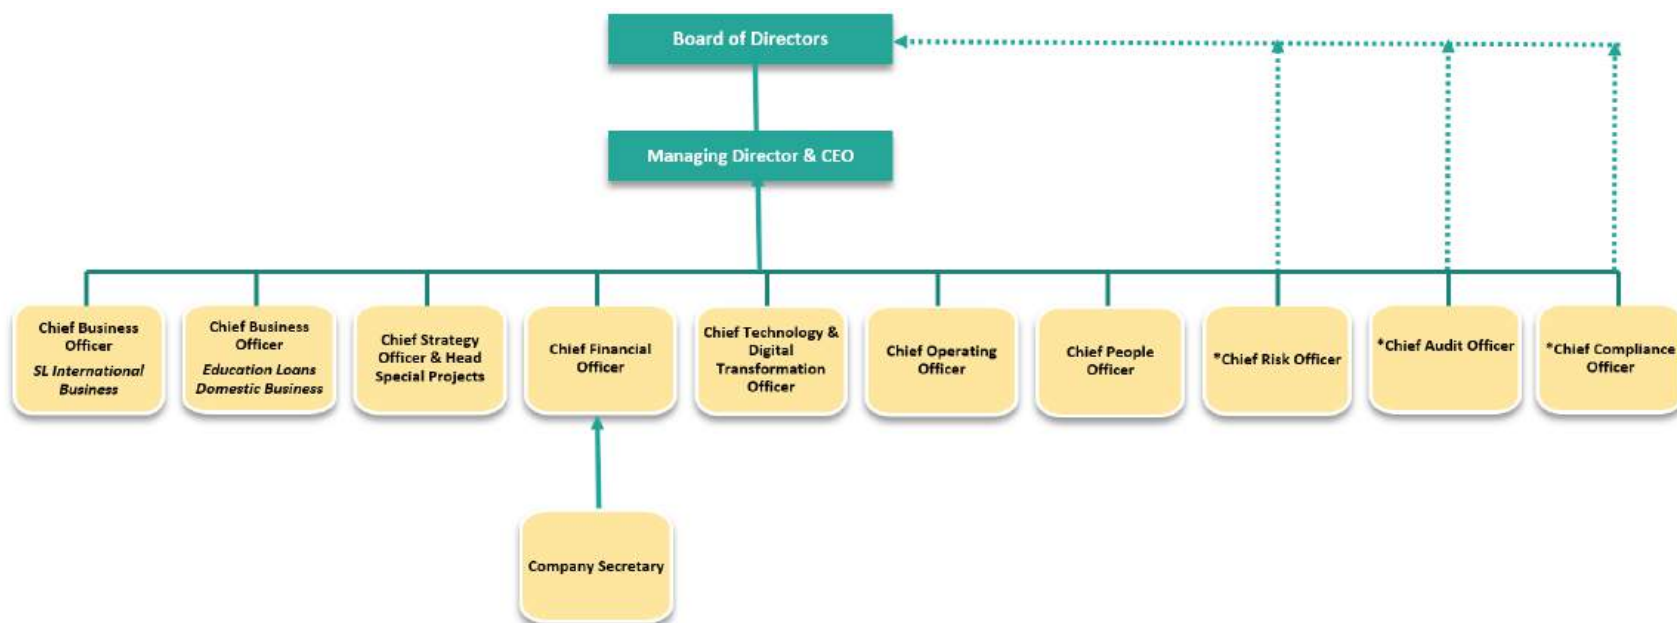 Board of Directors
Managing Director & CEO
Chief Business
Officer
SL International
Business
Chief Business
Officer
Education Loans
Domestic Business
Chief Strategy
Officer & Head
Special Projects
Chief Financial
Officer
Chief Technology &
Digital
Transformation
Officer
Chief Operating
Officer
Chief People
Officer
*Chief Risk Officer
*Chief Audit Officer
*Chief Compliance
Officer
Company Secretary